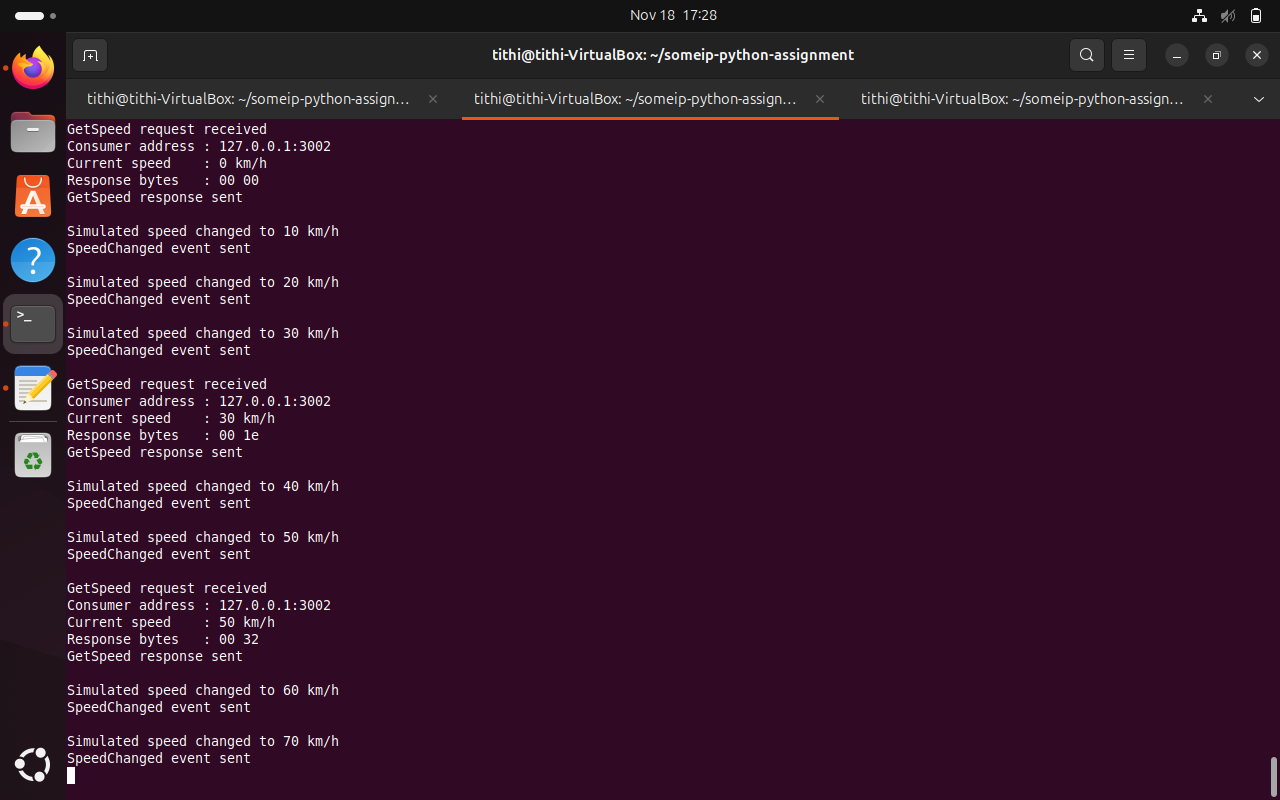 Nov 18 17:28
tithi@tithi-VirtualBox: ~/someip-python-assignment
tithi@tithi-VirtualBox: ~/someip-python-assign...
tithi@tithi-VirtualBox: ~/someip-python-assign...
tithi@tithi-VirtualBox: ~/someip-python-assign...
GetSpeed request received
Consumer address : 127.0.0.1:3002
Current speed    : 0 km/h
Response bytes   : 00 00
GetSpeed response sent
Simulated speed changed to 10 km/h
SpeedChanged event sent
Simulated speed changed to 20 km/h
SpeedChanged event sent
Simulated speed changed to 30 km/h
SpeedChanged event sent
GetSpeed request received
Consumer address : 127.0.0.1:3002
Current speed    : 30 km/h
Response bytes   : 00 1e
GetSpeed response sent
Simulated speed changed to 40 km/h
SpeedChanged event sent
Simulated speed changed to 50 km/h
SpeedChanged event sent
GetSpeed request received
Consumer address : 127.0.0.1:3002
Current speed    : 50 km/h
Response bytes   : 00 32
GetSpeed response sent
Simulated speed changed to 60 km/h
SpeedChanged event sent
Simulated speed changed to 70 km/h
SpeedChanged event sent